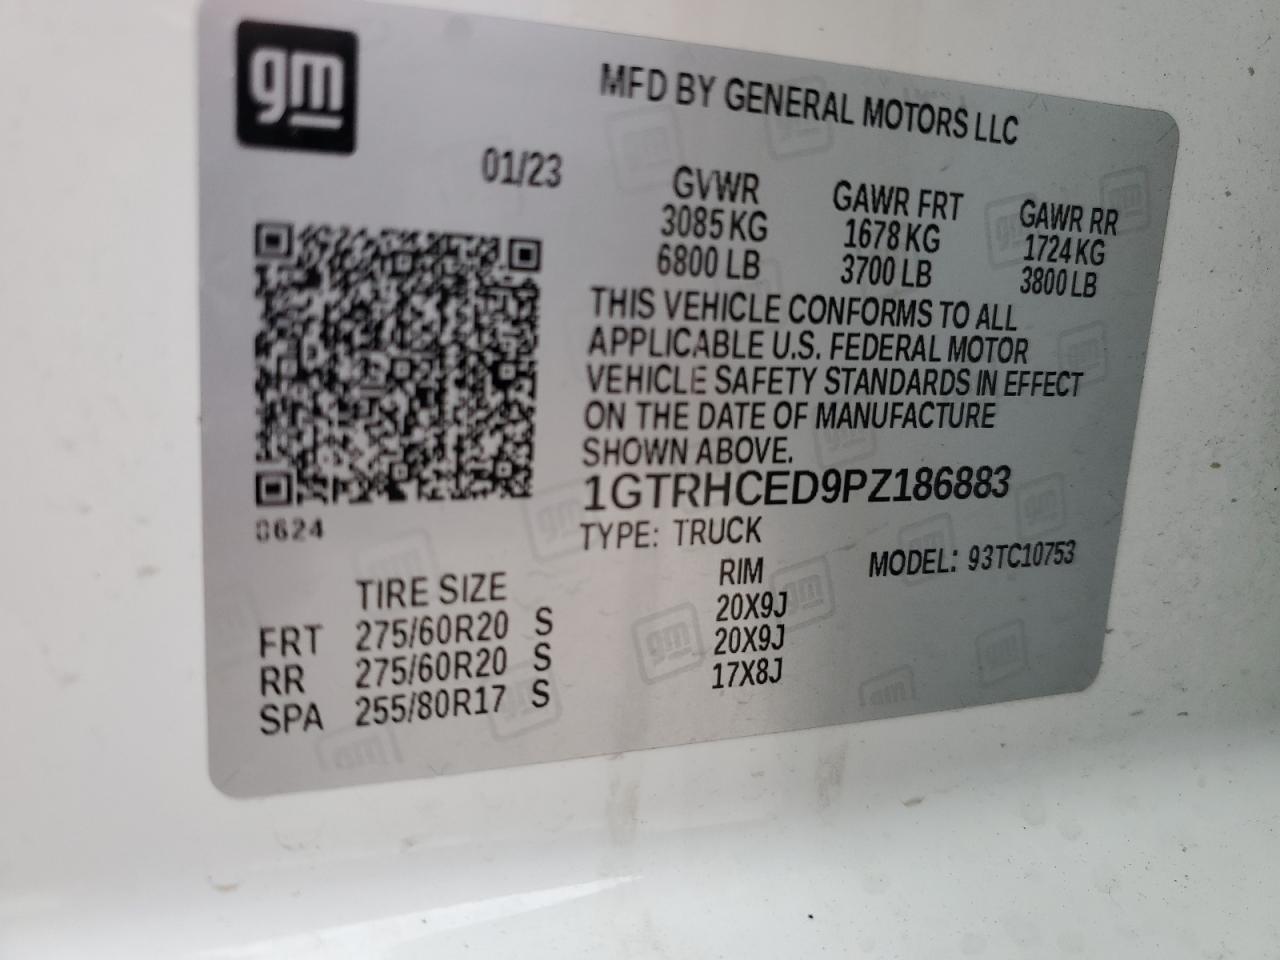 gm
MFD BY GENERAL MOTORS LLC
01/23
GVWR GAWR FRT GAWR RR
3085 KG 1678 KG 1724 KG
6800 LB 3700 LB 3800 LB
THIS VEHICLE CONFORMS TO ALL
APPLICABLE U.S. FEDERAL MOTOR
VEHICLE SAFETY STANDARDS IN EFFECT
ON THE DATE OF MANUFACTURE
SHOWN ABOVE.
1GTRHCED9PZ186883
0624
TYPE: TRUCK
MODEL: 93TC10753
TIRE SIZE RIM
FRT 275/60R20 S 20X9J
RR 275/60R20 S 20X9J
SPA 255/80R17 S 17X8J